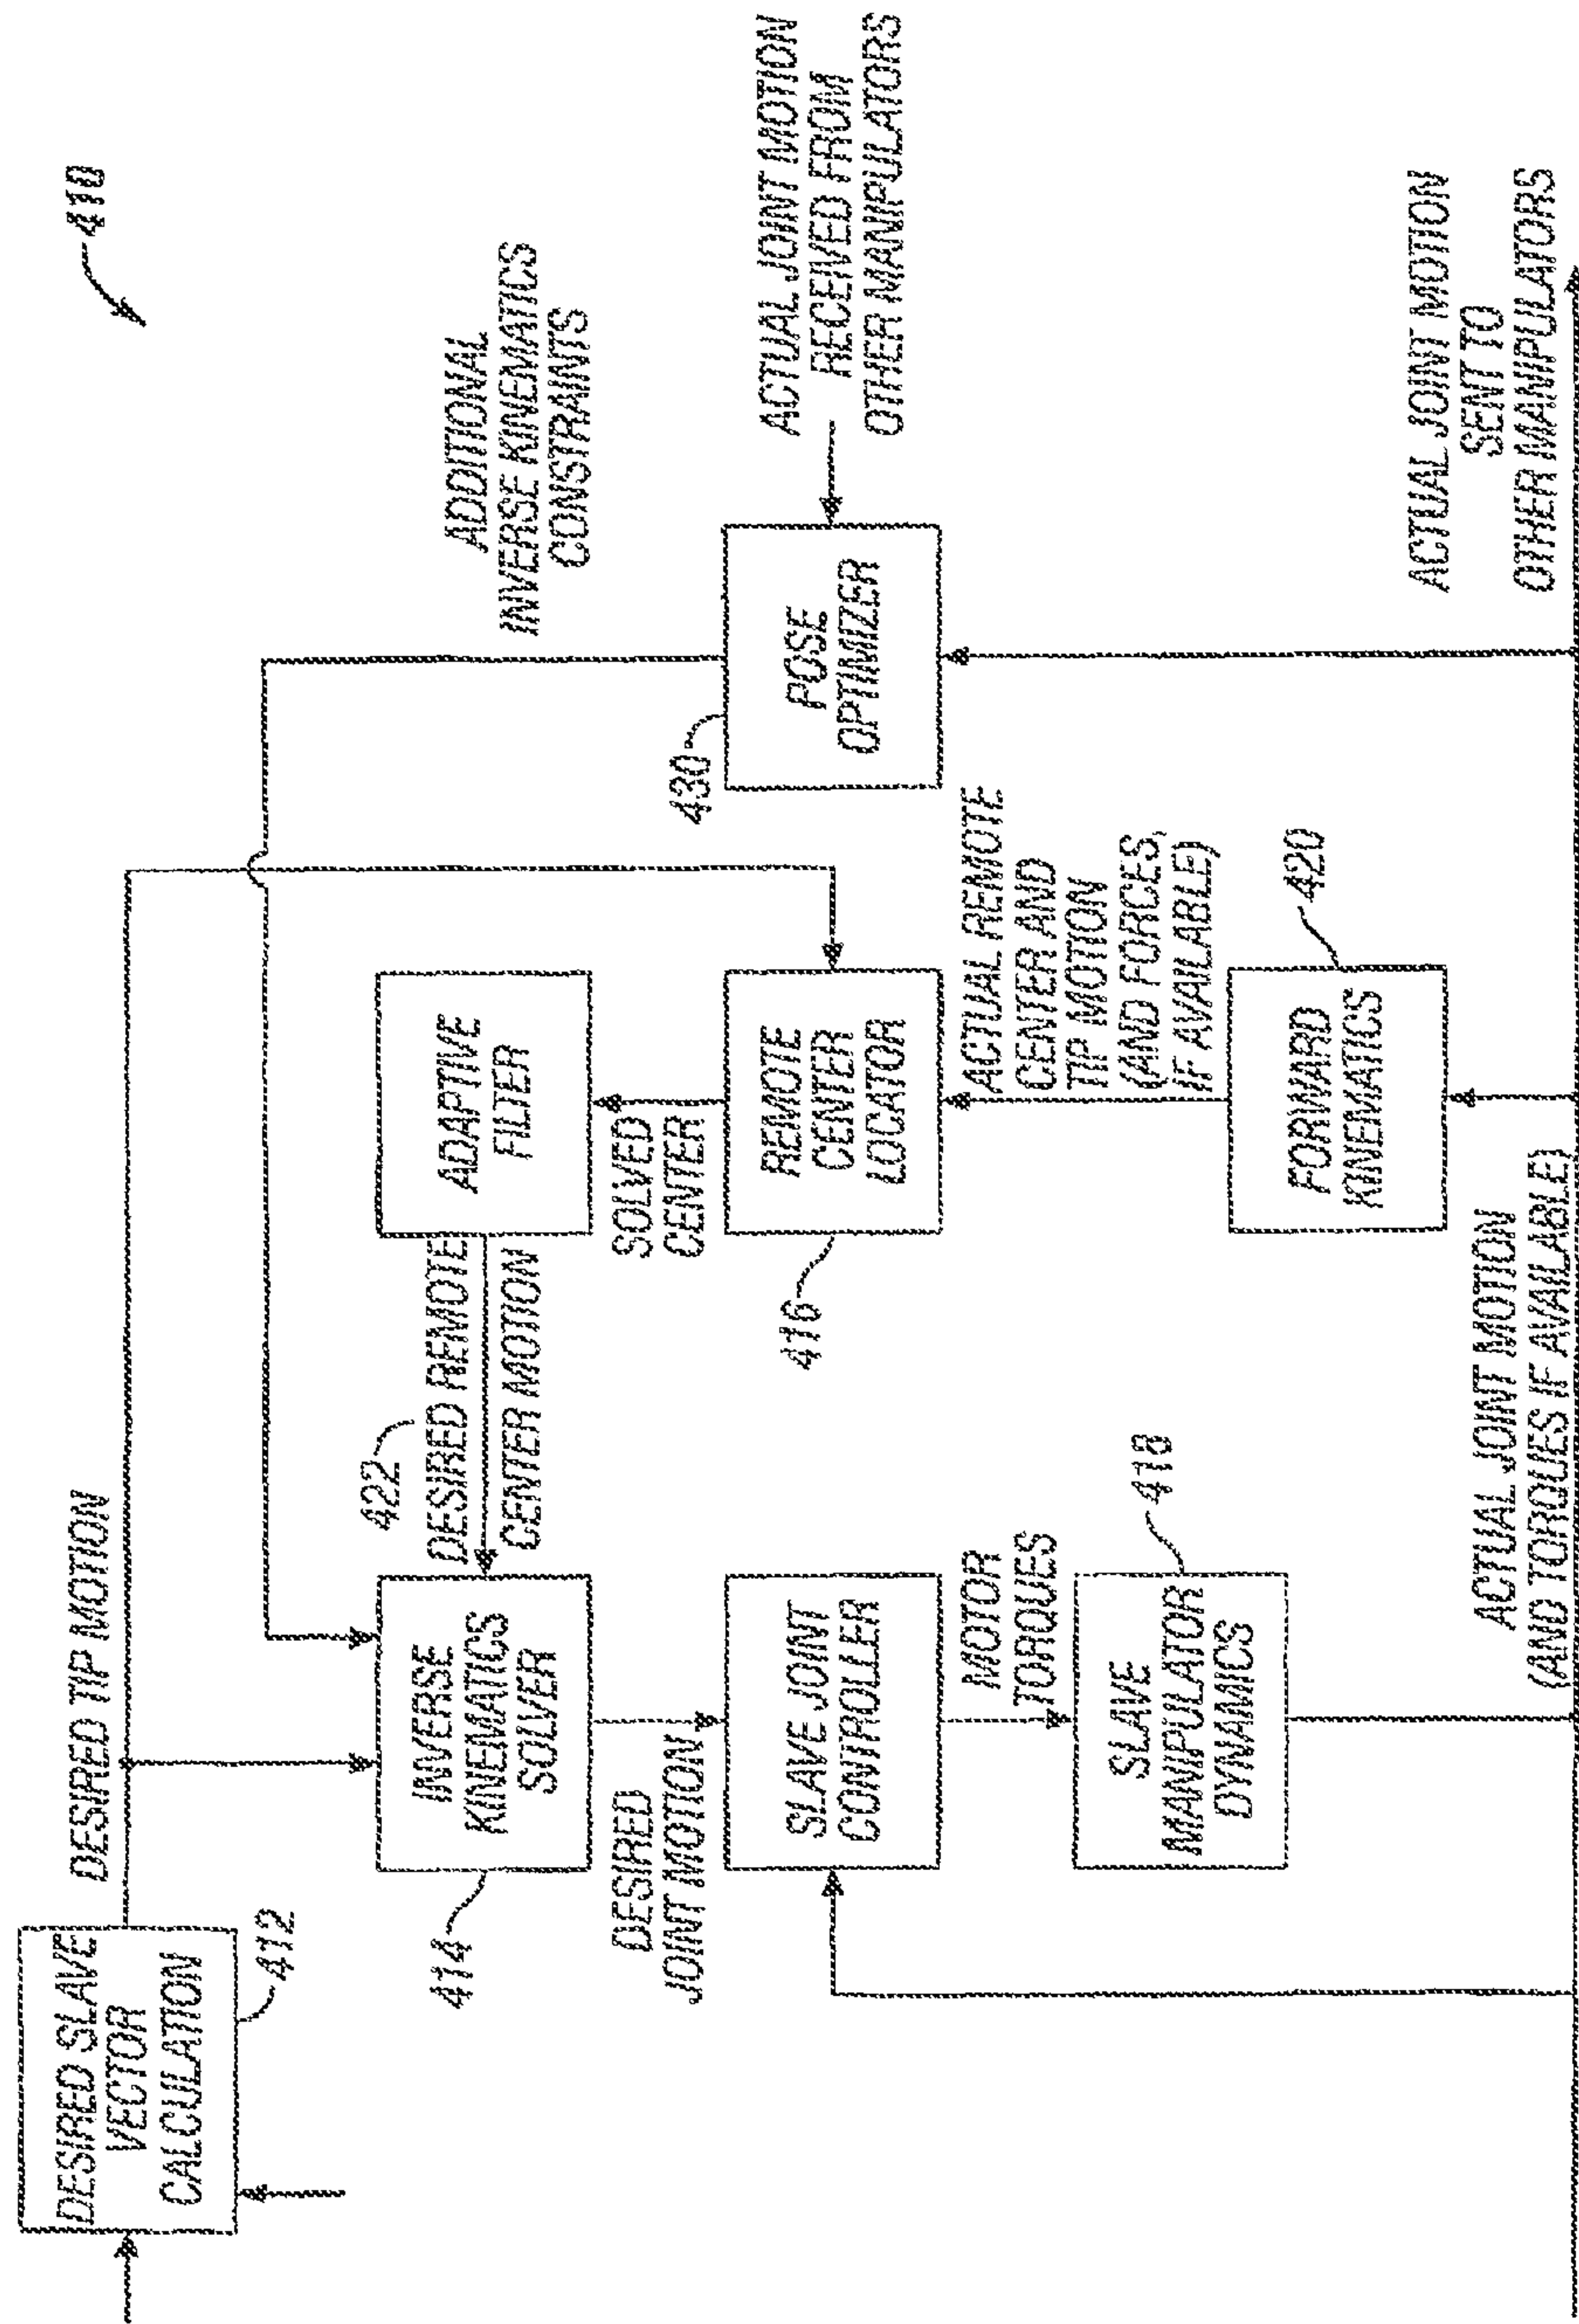 410
DESIRED SLAVE
VECTOR
CALCULATION
412
DESIRED TIP MOTION
ADDITIONAL
INVERSE KINEMATICS
CONSTRAINTS
INVERSE
KINEMATICS
SOLVER
414
422
DESIRED REMOTE
CENTER MOTION
ADAPTIVE
FILTER
DESIRED
JOINT MOTION
SOLVED
CENTER
SLAVE JOINT
CONTROLLER
REMOTE
CENTER
LOCATOR
416
430
POSE
OPTIMIZER
ACTUAL JOINT MOTION
RECEIVED FROM
OTHER MANIPULATORS
MOTOR
TORQUES
ACTUAL REMOTE
CENTER AND
TIP MOTION
(AND FORCES,
IF AVAILABLE)
SLAVE
MANIPULATOR
DYNAMICS
418
FORWARD
KINEMATICS
420
ACTUAL JOINT MOTION
(AND TORQUES IF AVAILABLE)
ACTUAL JOINT MOTION
SENT TO
OTHER MANIPULATORS